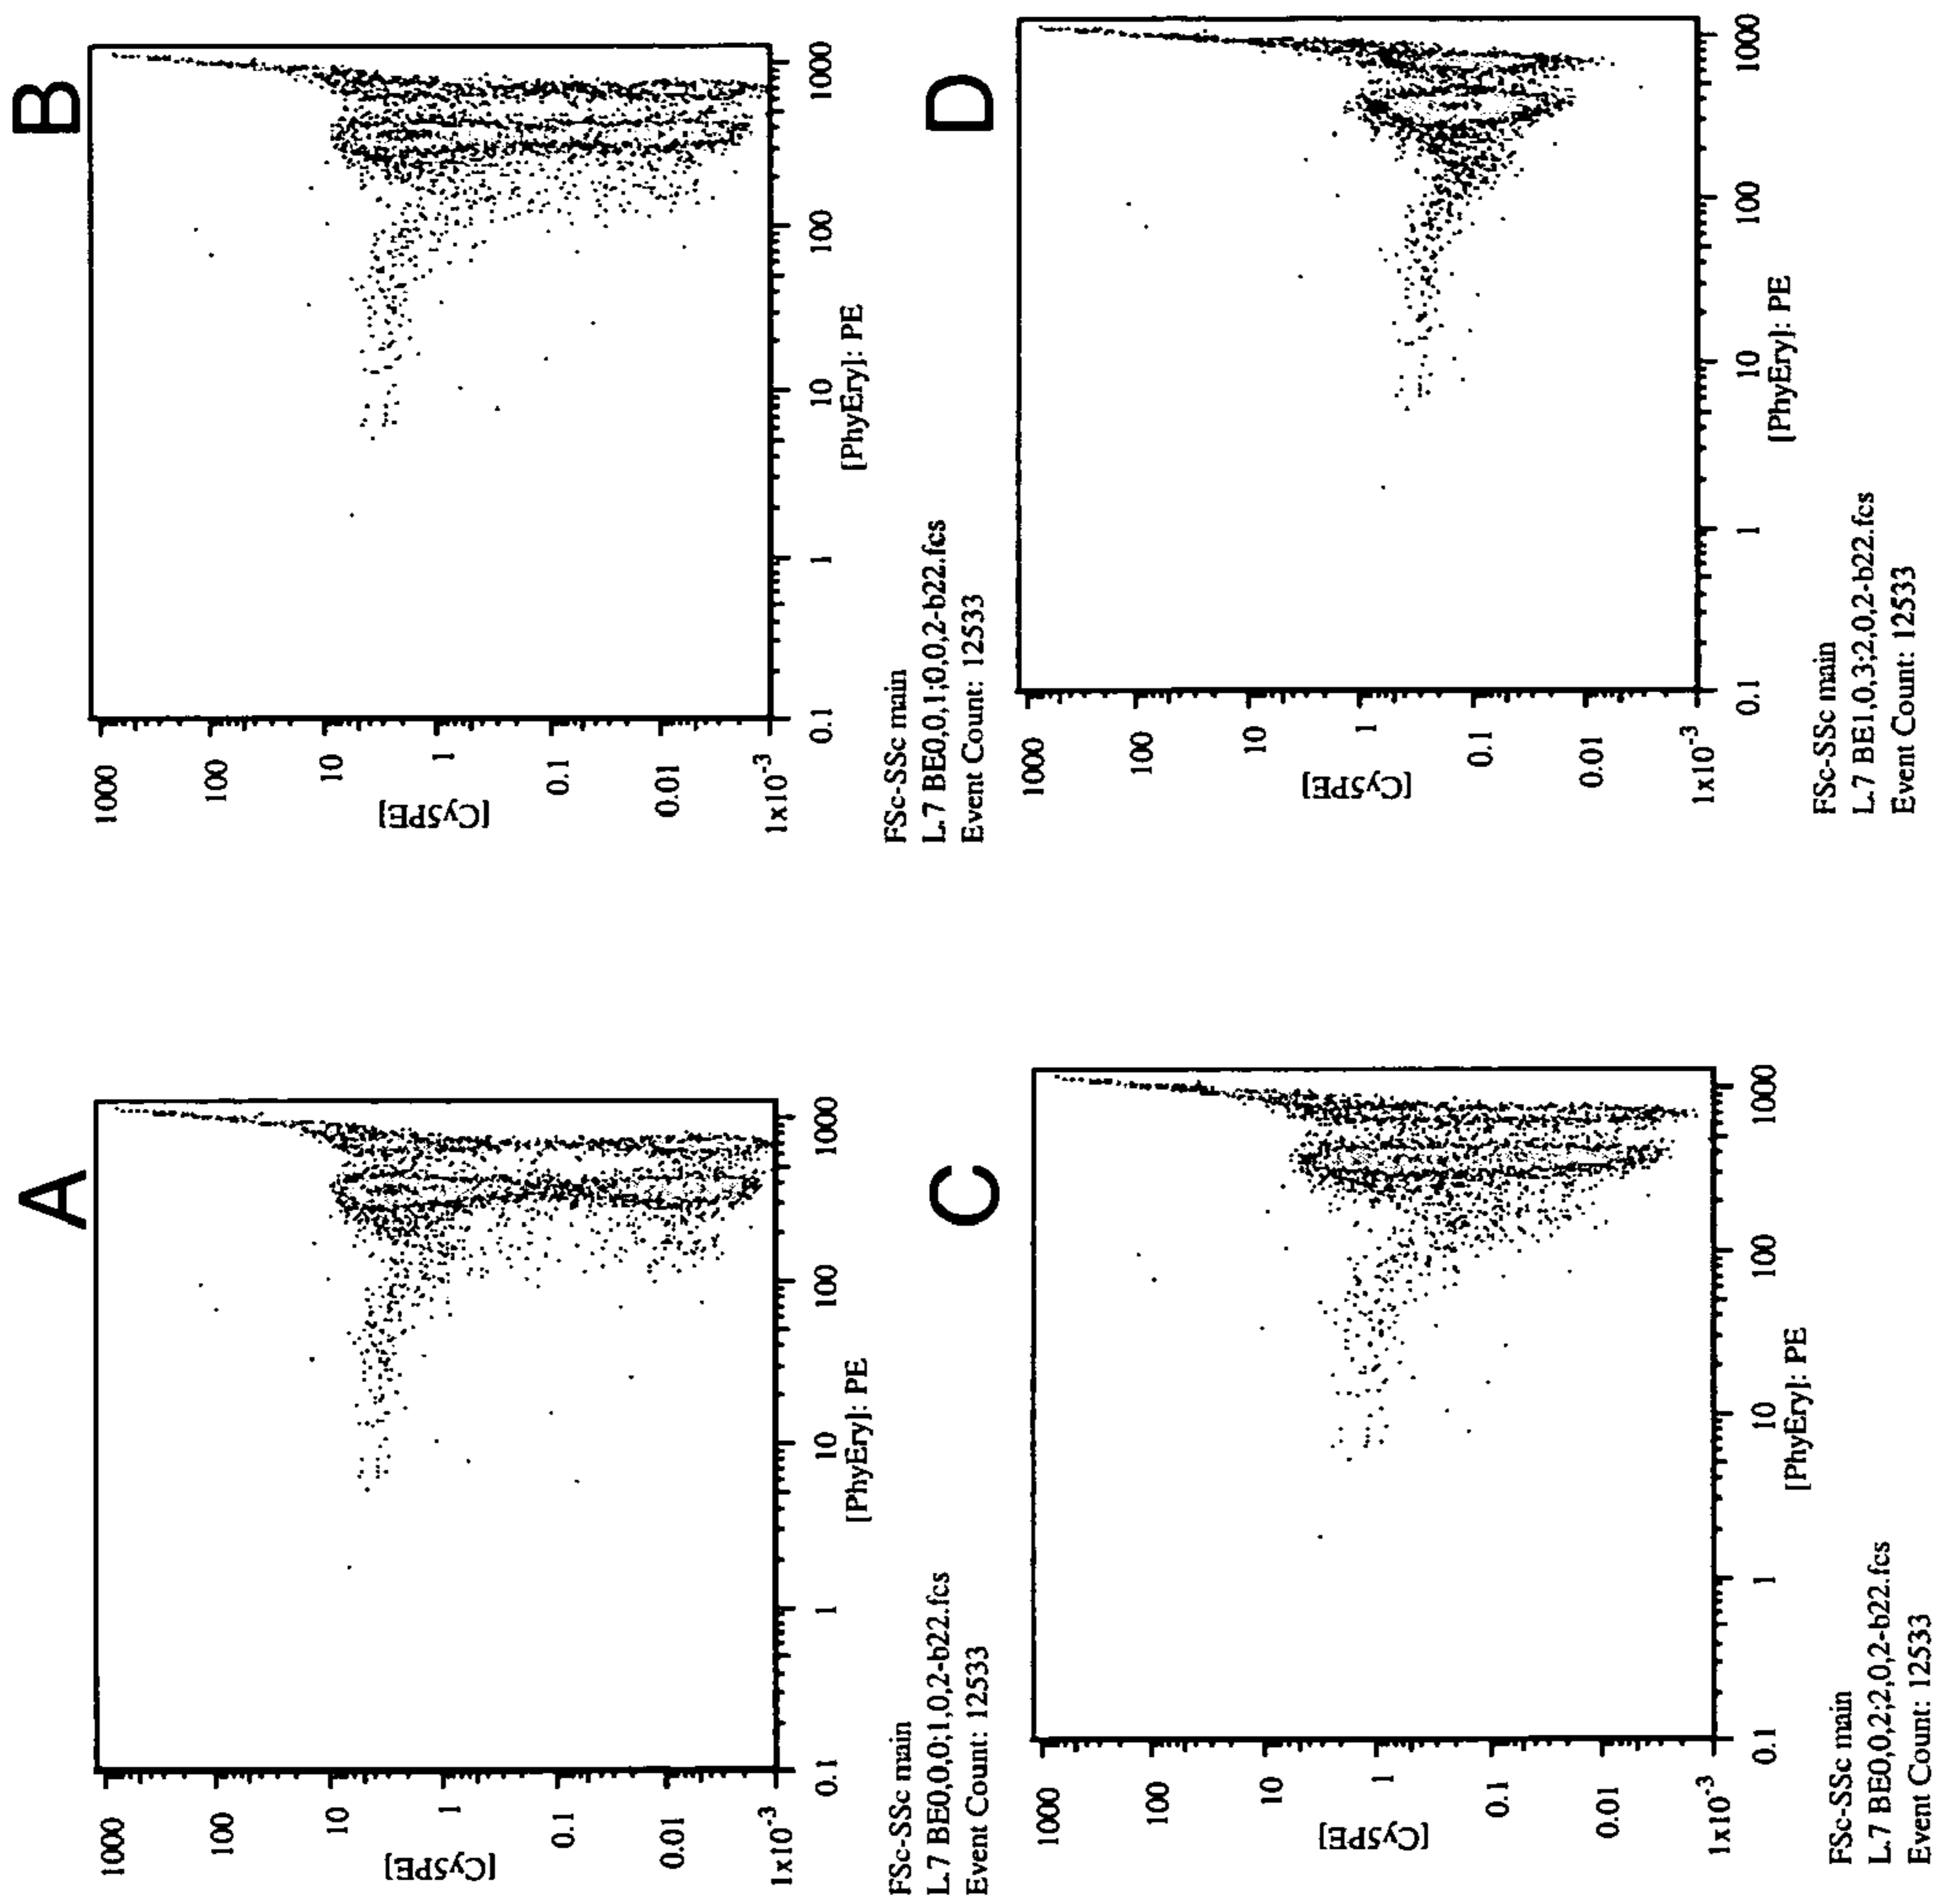 A
1000
100
10
1
0.1
0.01
1x10-3
[Cy5PE]
0.1
1
10
100
1000
[PhyEry]: PE
FSc-SSc main
L.7 BE0,0,0;1,0,2-b22.fcs
Event Count: 12533
B
1000
100
10
1
0.1
0.01
1x10-3
[Cy5PE]
0.1
1
10
100
1000
[PhyEry]: PE
FSc-SSc main
L.7 BE0,0,1;0,0,2-b22.fcs
Event Count: 12533
C
1000
100
10
1
0.1
0.01
1x10-3
[Cy5PE]
0.1
1
10
100
1000
[PhyEry]: PE
FSc-SSc main
L.7 BE0,0,2;2,0,2-b22.fcs
Event Count: 12533
D
1000
100
10
1
0.1
0.01
1x10-3
[Cy5PE]
0.1
1
10
100
1000
[PhyEry]: PE
FSc-SSc main
L.7 BE1,0,3;2,0,2-b22.fcs
Event Count: 12533